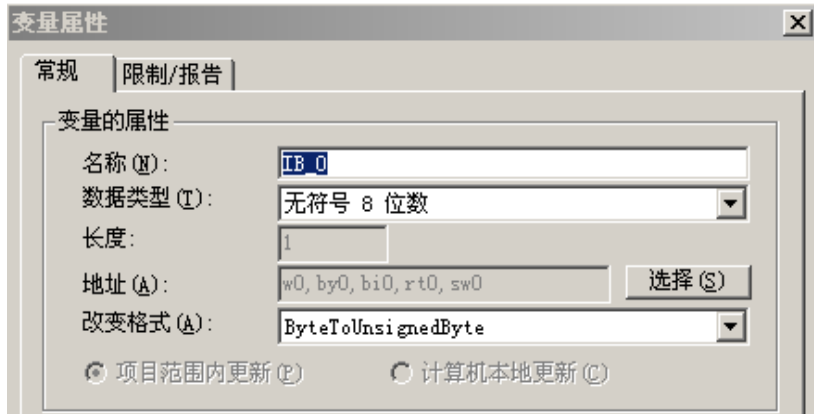 变量属性
常规 限制/报告
变量的属性
名称(N): IB_0
数据类型(T): 无符号 8 位数
长度: 1
地址(A): w0,by0,bi0,rt0,sw0 选择(S)
改变格式(A): ByteToUnsignedByte
项目范围内更新(P) 计算机本地更新(C)